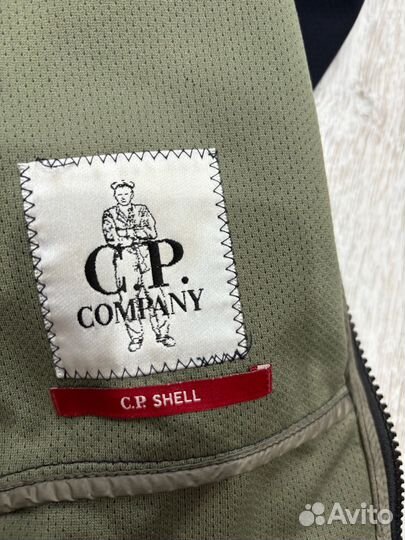 C.P.
COMPANY
C.P. SHELL
Avito